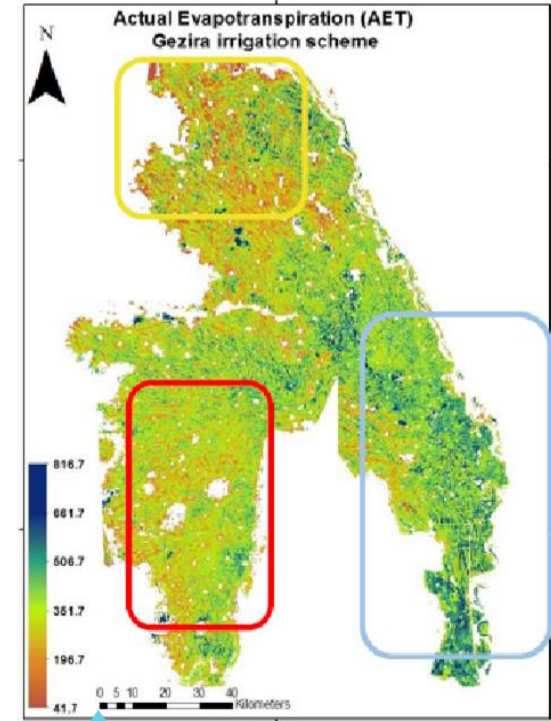 Actual Evapotranspiration (AET)
Gezira irrigation scheme
N
816.7
661.7
506.7
351.7
196.7
41.7
0 5 10 20 30 40
Kilometers